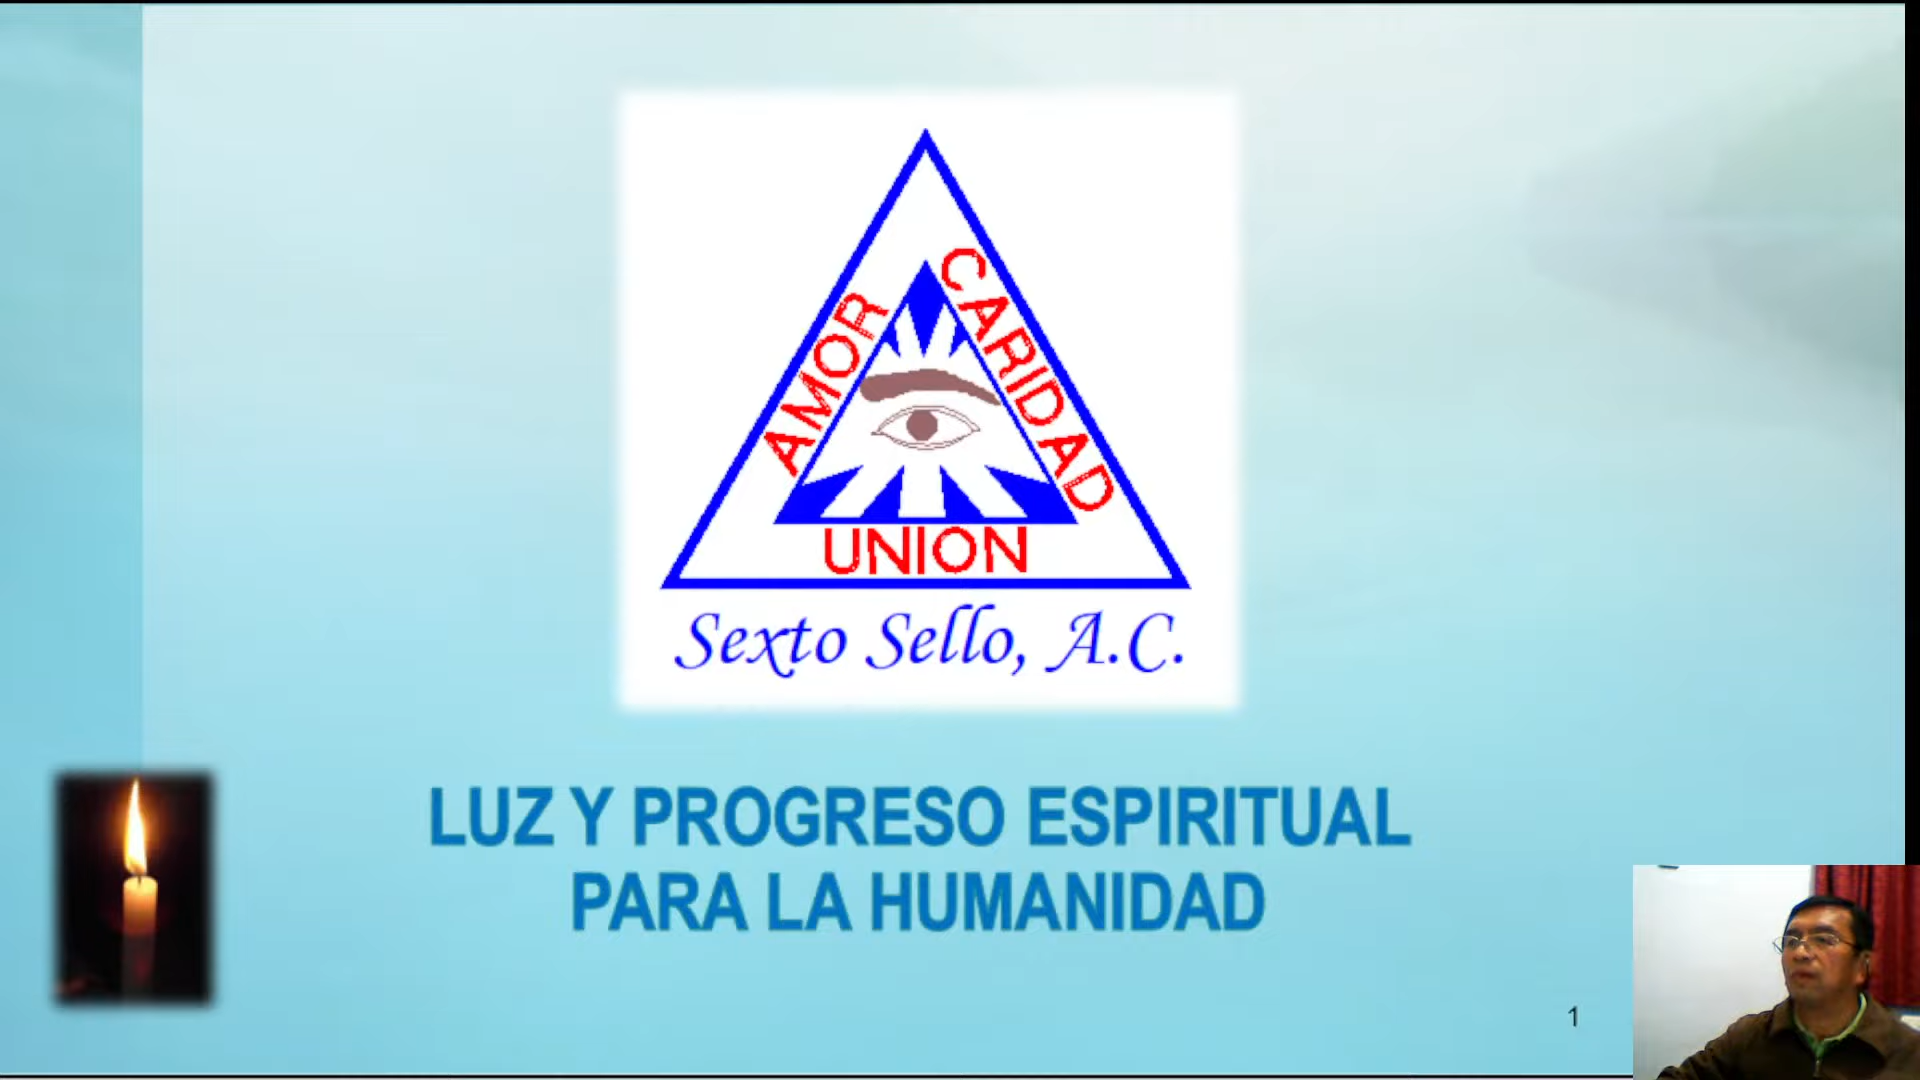 AMOR
CARIDAD
UNION
Sexto Sello, A.C.
LUZ Y PROGRESO ESPIRITUAL
PARA LA HUMANIDAD
1